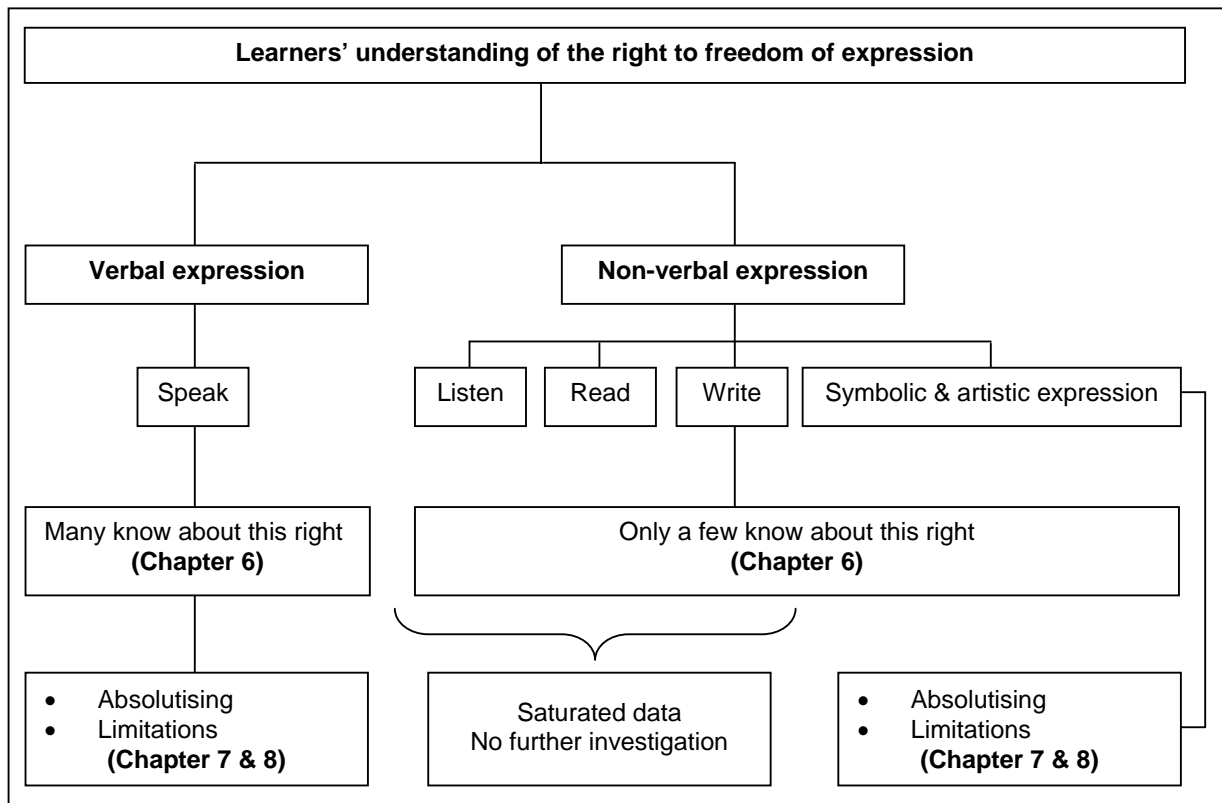 Learners’ understanding of the right to freedom of expression
Verbal expression
Non-verbal expression
Speak
Listen
Read
Write
Symbolic & artistic expression
Many know about this right
(Chapter 6)
Only a few know about this right
(Chapter 6)
• Absolutising
• Limitations
(Chapter 7 & 8)
Saturated data
No further investigation
• Absolutising
• Limitations
(Chapter 7 & 8)